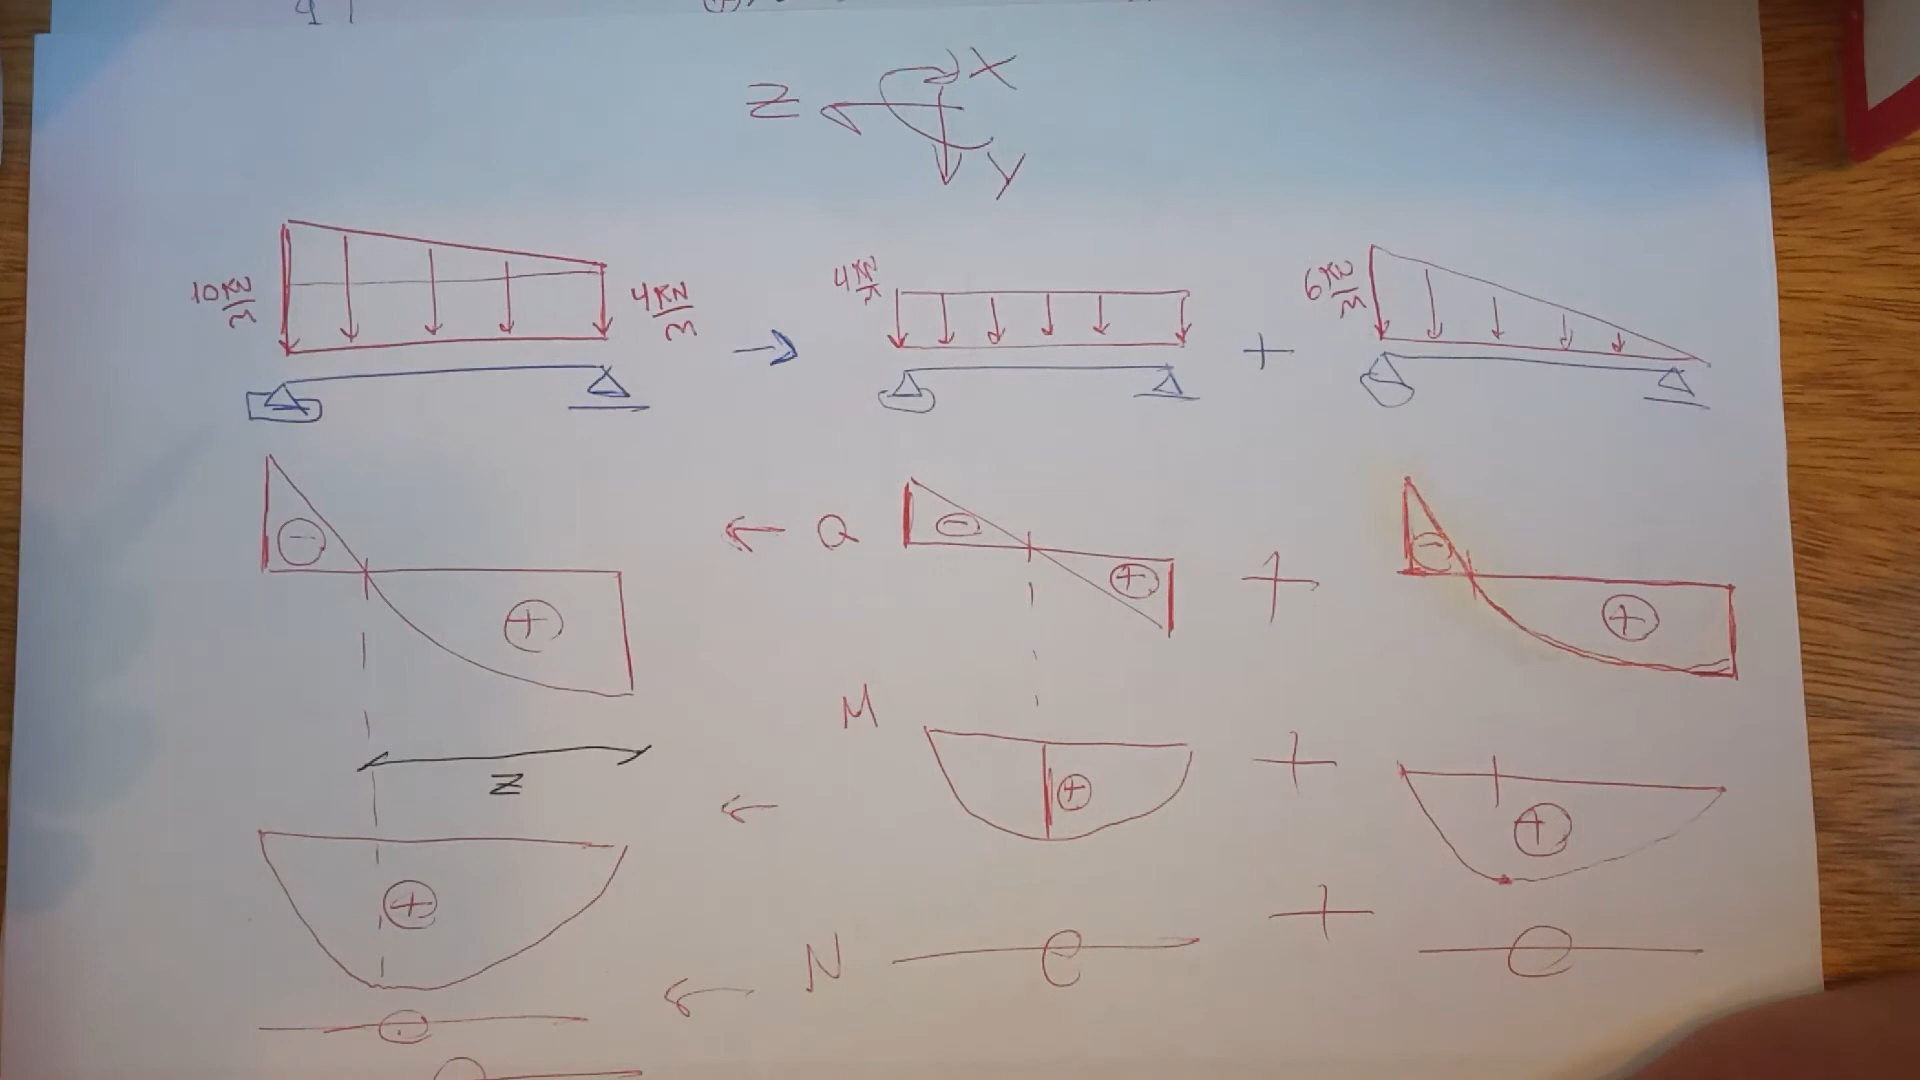 X
Z
Y
10 KN/m
4 KN/m
4 KN/m
6 KN/m
→ +
- + ← Q - + + - +
Z
M
+ ← + + +
N
← +